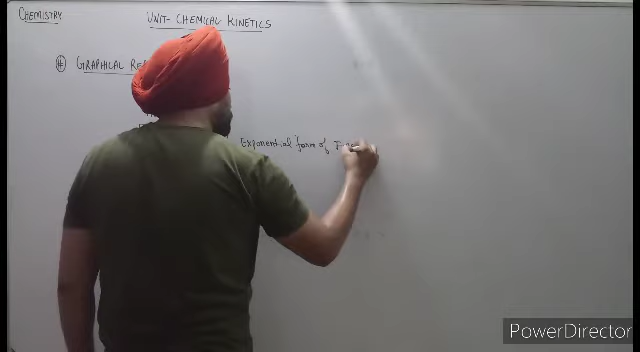 CHEMISTRY
UNIT- CHEMICAL KINETICS
(#) GRAPHICAL
Exponential form of
PowerDirector